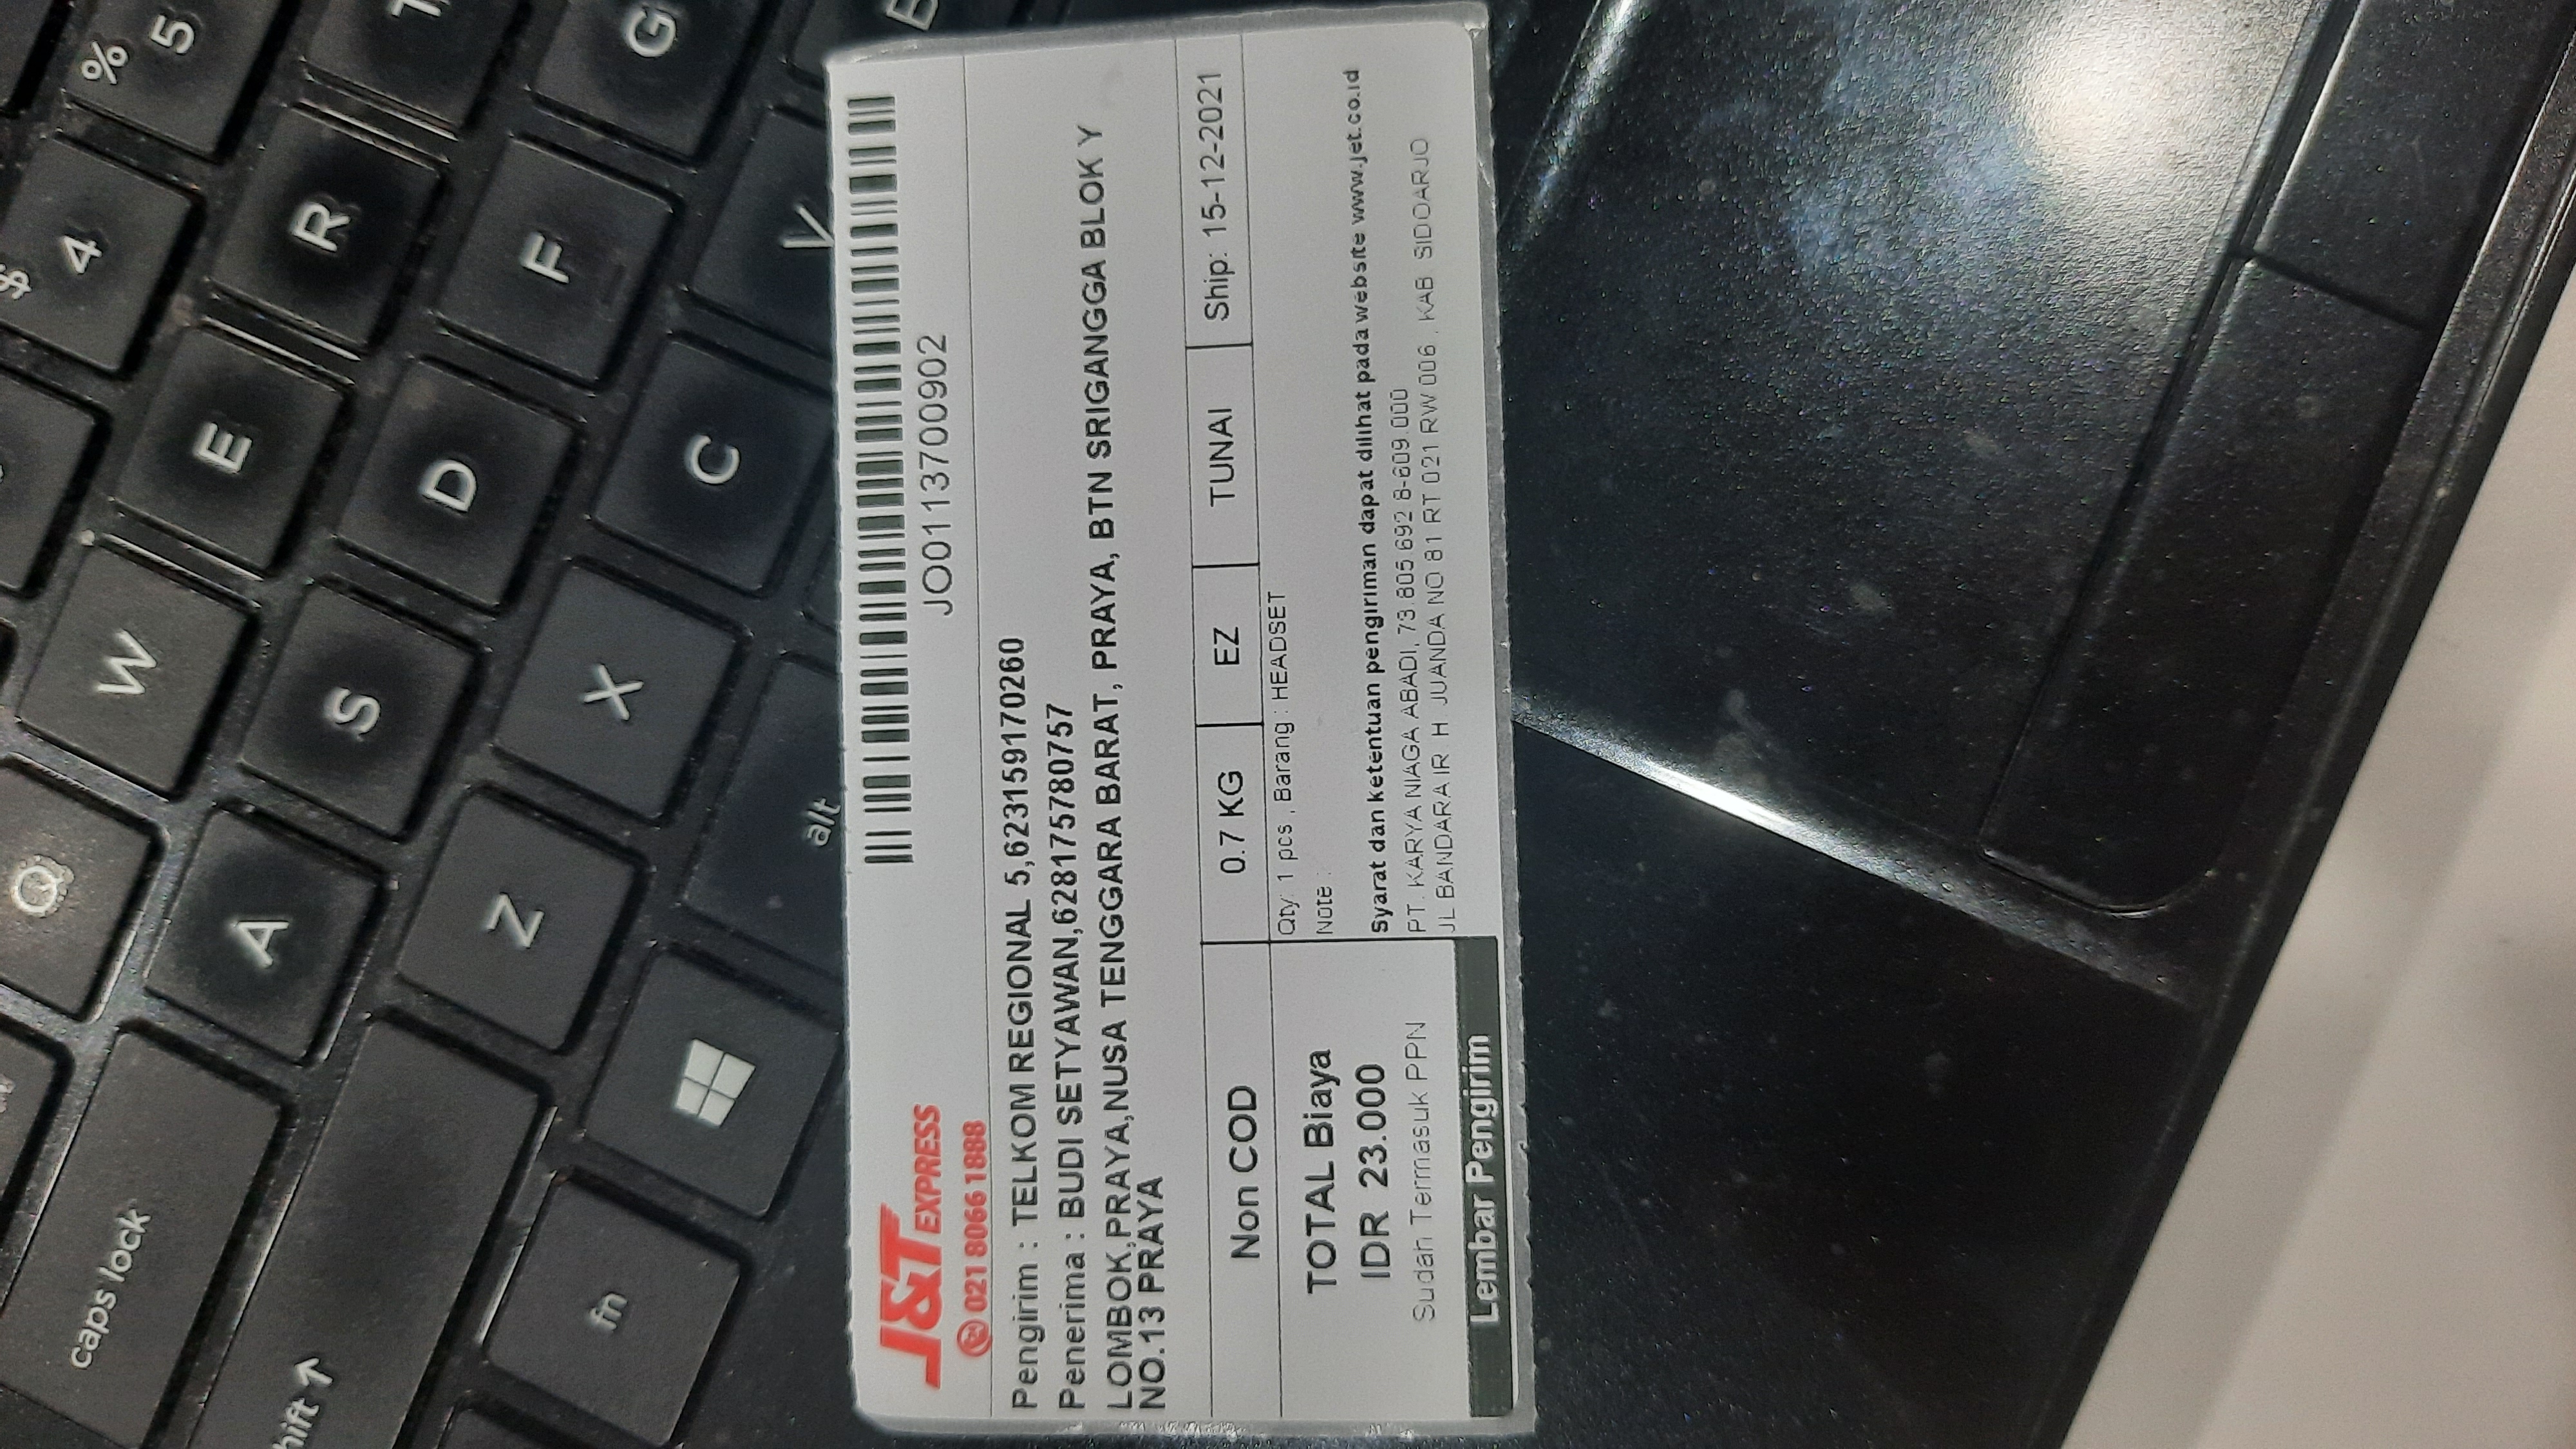 Q
$
4
%
5
caps lock
W
E
A
R
hift ↑
S
D
Z
F
fn
X
G
C
alt
V
B
J&T EXPRESS
021 8066 1888
JO0113700902
Pengirim : TELKOM REGIONAL 5,623159170260
Penerima : BUDI SETYAWAN,628175780757
LOMBOK,PRAYA,NUSA TENGGARA BARAT, PRAYA, BTN SRIGANGGA BLOK Y
NO.13 PRAYA
Non COD 0.7 KG EZ TUNAI Ship: 15-12-2021
TOTAL Biaya
IDR 23.000
Sudah Termasuk PPN
Lembar Pengirim
Qty: 1 pcs , Barang : HEADSET
Note :
Syarat dan ketentuan pengiriman dapat dilihat pada website www.jet.co.id
PT. KARYA NIAGA ABADI, 73.805.692.8-609.000
JL BANDARA IR. H. JUANDA NO 81 RT 021 RW 006 , KAB. SIDOARJO